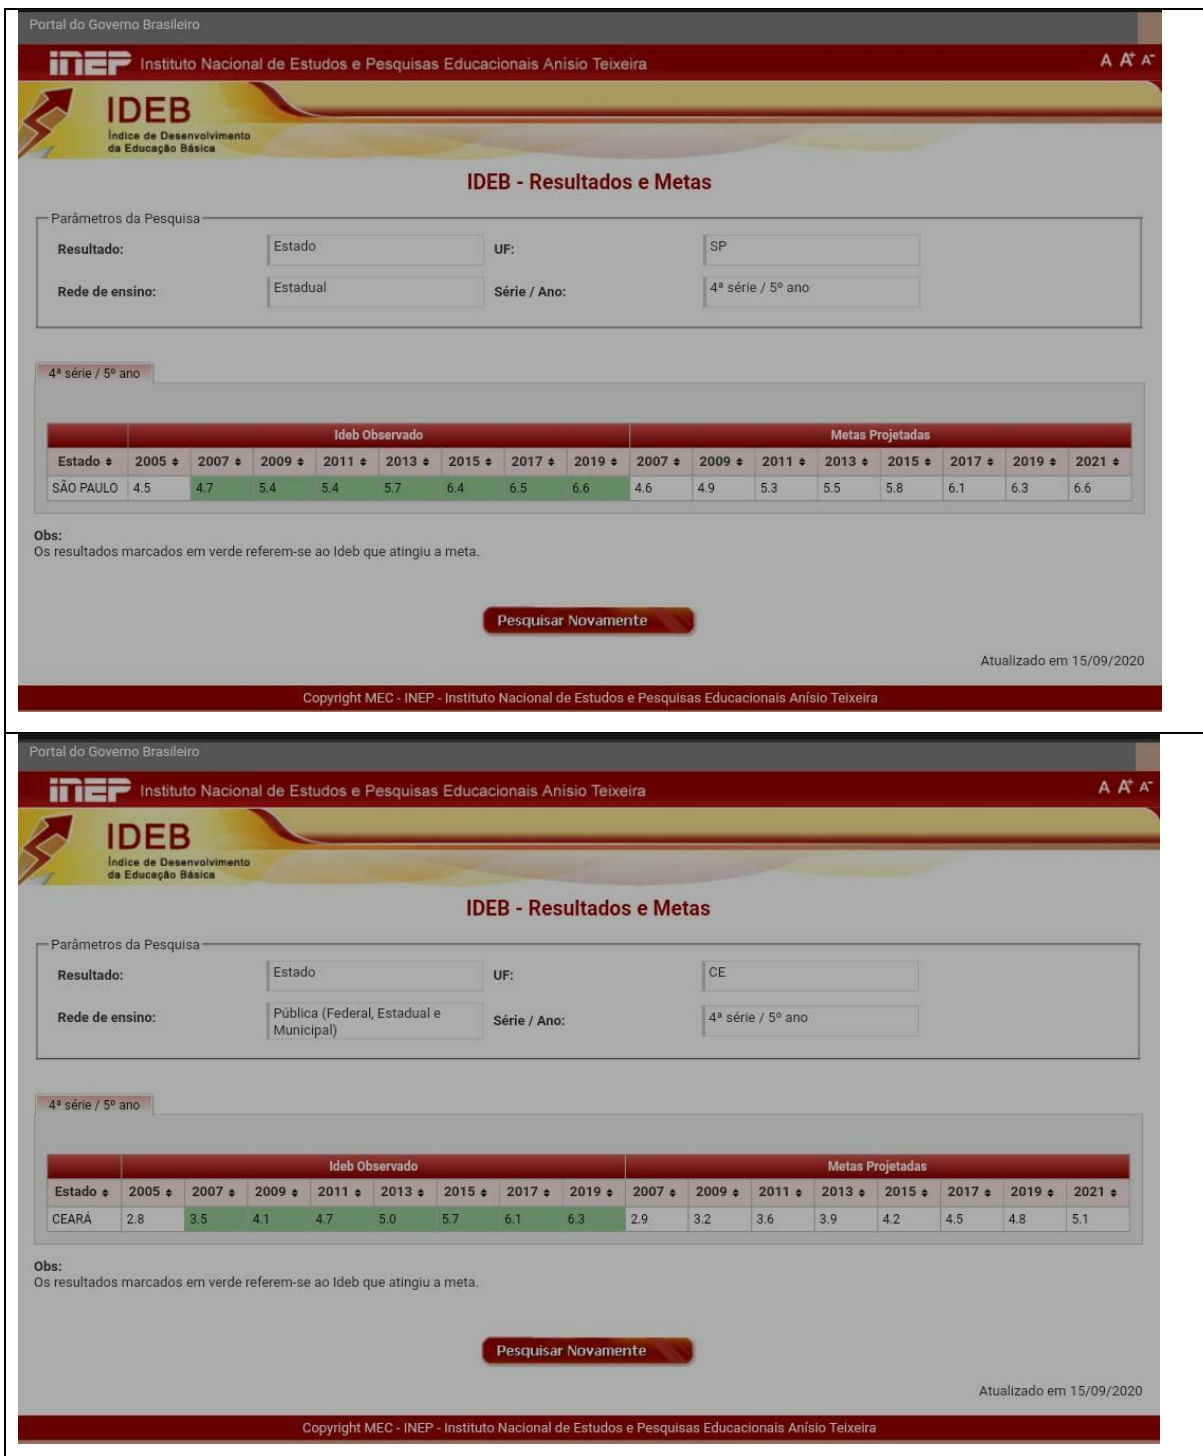 Portal do Governo Brasileiro
inep Instituto Nacional de Estudos e Pesquisas Educacionais Anísio Teixeira A A+ A-
IDEB
Índice de Desenvolvimento
da Educação Básica
IDEB - Resultados e Metas
Parâmetros da Pesquisa
Resultado: Estado UF: SP
Rede de ensino: Estadual Série / Ano: 4ª série / 5º ano
4ª série / 5º ano
Ideb Observado Metas Projetadas
Estado 2005 2007 2009 2011 2013 2015 2017 2019 2007 2009 2011 2013 2015 2017 2019 2021
SÃO PAULO 4.5 4.7 5.4 5.4 5.7 6.4 6.5 6.6 4.6 4.9 5.3 5.5 5.8 6.1 6.3 6.6
Obs:
Os resultados marcados em verde referem-se ao Ideb que atingiu a meta.
Pesquisar Novamente
Atualizado em 15/09/2020
Copyright MEC - INEP - Instituto Nacional de Estudos e Pesquisas Educacionais Anísio Teixeira
Portal do Governo Brasileiro
inep Instituto Nacional de Estudos e Pesquisas Educacionais Anísio Teixeira A A+ A-
IDEB
Índice de Desenvolvimento
da Educação Básica
IDEB - Resultados e Metas
Parâmetros da Pesquisa
Resultado: Estado UF: CE
Rede de ensino: Pública (Federal, Estadual e
Municipal) Série / Ano: 4ª série / 5º ano
4ª série / 5º ano
Ideb Observado Metas Projetadas
Estado 2005 2007 2009 2011 2013 2015 2017 2019 2007 2009 2011 2013 2015 2017 2019 2021
CEARÁ 2.8 3.5 4.1 4.7 5.0 5.7 6.1 6.3 2.9 3.2 3.6 3.9 4.2 4.5 4.8 5.1
Obs:
Os resultados marcados em verde referem-se ao Ideb que atingiu a meta.
Pesquisar Novamente
Atualizado em 15/09/2020
Copyright MEC - INEP - Instituto Nacional de Estudos e Pesquisas Educacionais Anísio Teixeira